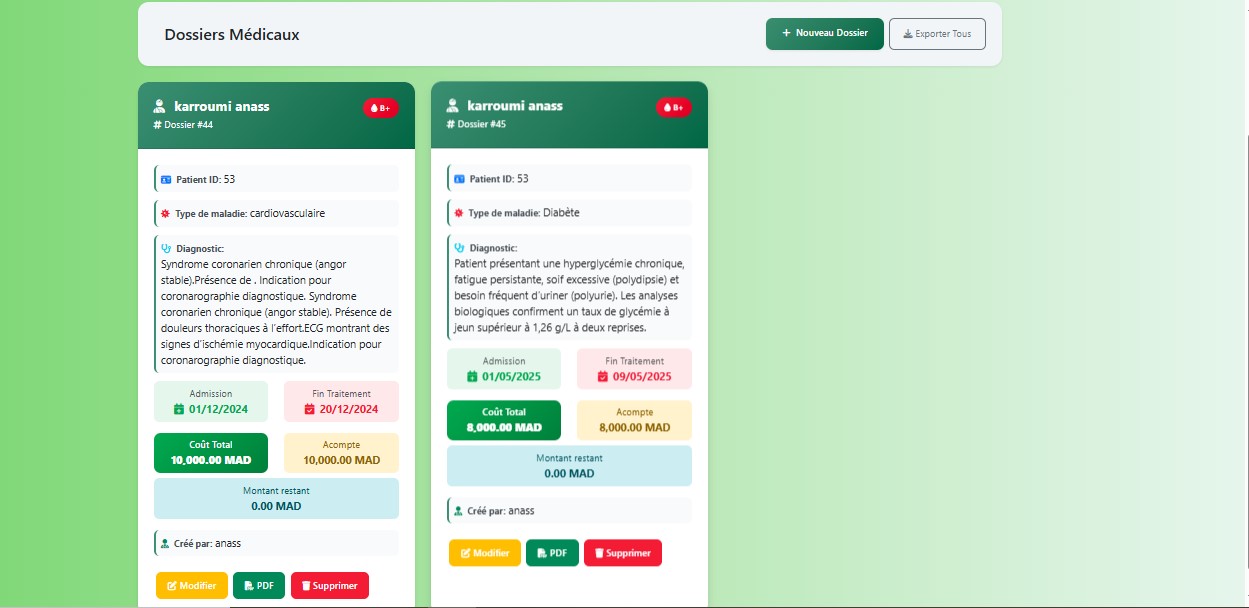 Dossiers Médicaux
+ Nouveau Dossier
Exporter Tous
karroumi anass
B+
# Dossier #44
Patient ID: 53
Type de maladie: cardiovasculaire
Diagnostic:
Syndrome coronarien chronique (angor
stable).Présence de . Indication pour
coronarographie diagnostique. Syndrome
coronarien chronique (angor stable). Présence de
douleurs thoraciques à l'effort.ECG montrant des
signes d'ischémie myocardique.Indication pour
coronarographie diagnostique.
Admission
01/12/2024
Fin Traitement
20/12/2024
Coût Total
10,000.00 MAD
Acompte
10,000.00 MAD
Montant restant
0.00 MAD
Créé par: anass
Modifier
PDF
Supprimer
karroumi anass
B+
# Dossier #45
Patient ID: 53
Type de maladie: Diabète
Diagnostic:
Patient présentant une hyperglycémie chronique,
fatigue persistante, soif excessive (polydipsie) et
besoin fréquent d'uriner (polyurie). Les analyses
biologiques confirment un taux de glycémie à
jeun supérieur à 1,26 g/L à deux reprises.
Admission
01/05/2025
Fin Traitement
09/05/2025
Coût Total
8,000.00 MAD
Acompte
8,000.00 MAD
Montant restant
0.00 MAD
Créé par: anass
Modifier
PDF
Supprimer